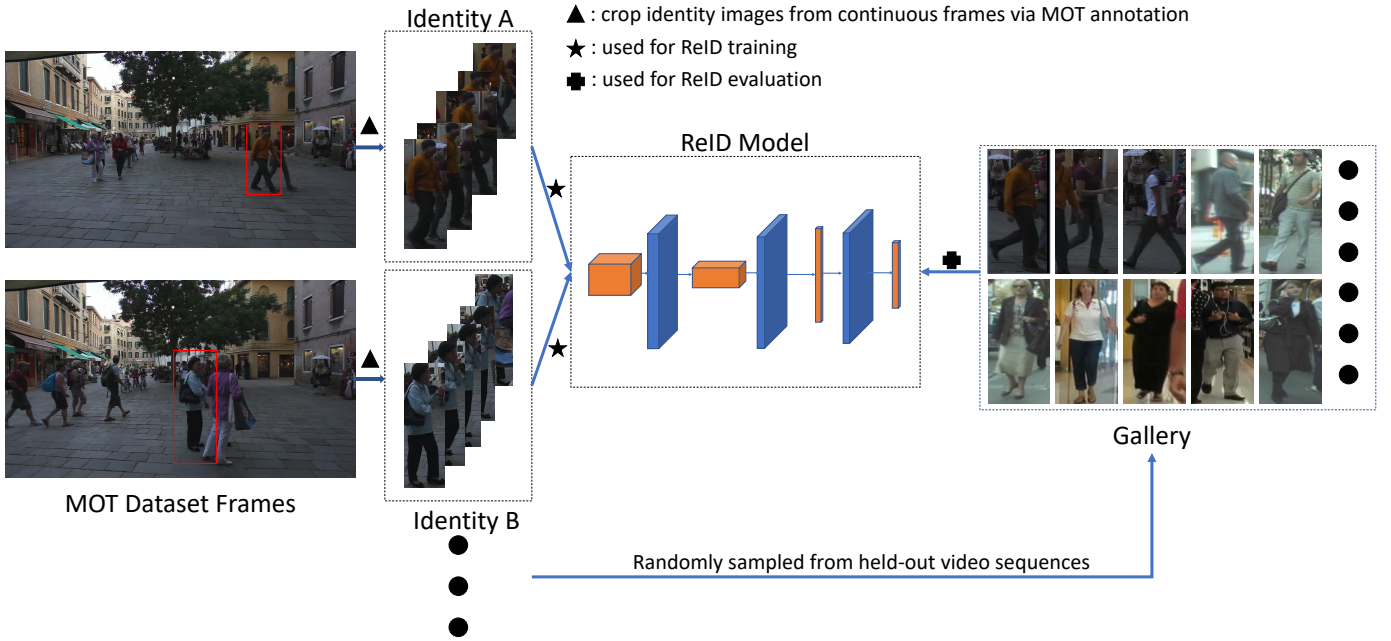 Identity A
▲ : crop identity images from continuous frames via MOT annotation
★ : used for ReID training
✚ : used for ReID evaluation
ReID Model
Gallery
MOT Dataset Frames
Identity B
Randomly sampled from held-out video sequences